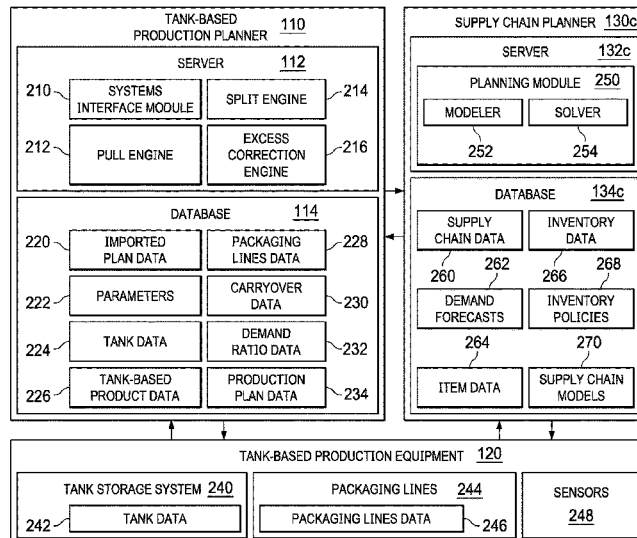 TANK-BASED
PRODUCTION PLANNER 110
SERVER 112
210 SYSTEMS
INTERFACE MODULE
SPLIT ENGINE 214
212 PULL ENGINE
EXCESS
CORRECTION
ENGINE 216
DATABASE 114
220 IMPORTED
PLAN DATA
PACKAGING
LINES DATA 228
222 PARAMETERS
CARRYOVER
DATA 230
224 TANK DATA
DEMAND
RATIO DATA 232
226 TANK-BASED
PRODUCT DATA
PRODUCTION
PLAN DATA 234
SUPPLY CHAIN PLANNER 130c
SERVER 132c
PLANNING MODULE 250
MODELER SOLVER
252 254
DATABASE 134c
SUPPLY
CHAIN DATA
INVENTORY
DATA
260 262 266 268
DEMAND
FORECASTS
INVENTORY
POLICIES
264 270
ITEM DATA
SUPPLY CHAIN
MODELS
TANK-BASED PRODUCTION EQUIPMENT 120
TANK STORAGE SYSTEM 240
242 TANK DATA
PACKAGING LINES 244
PACKAGING LINES DATA 246
SENSORS
248